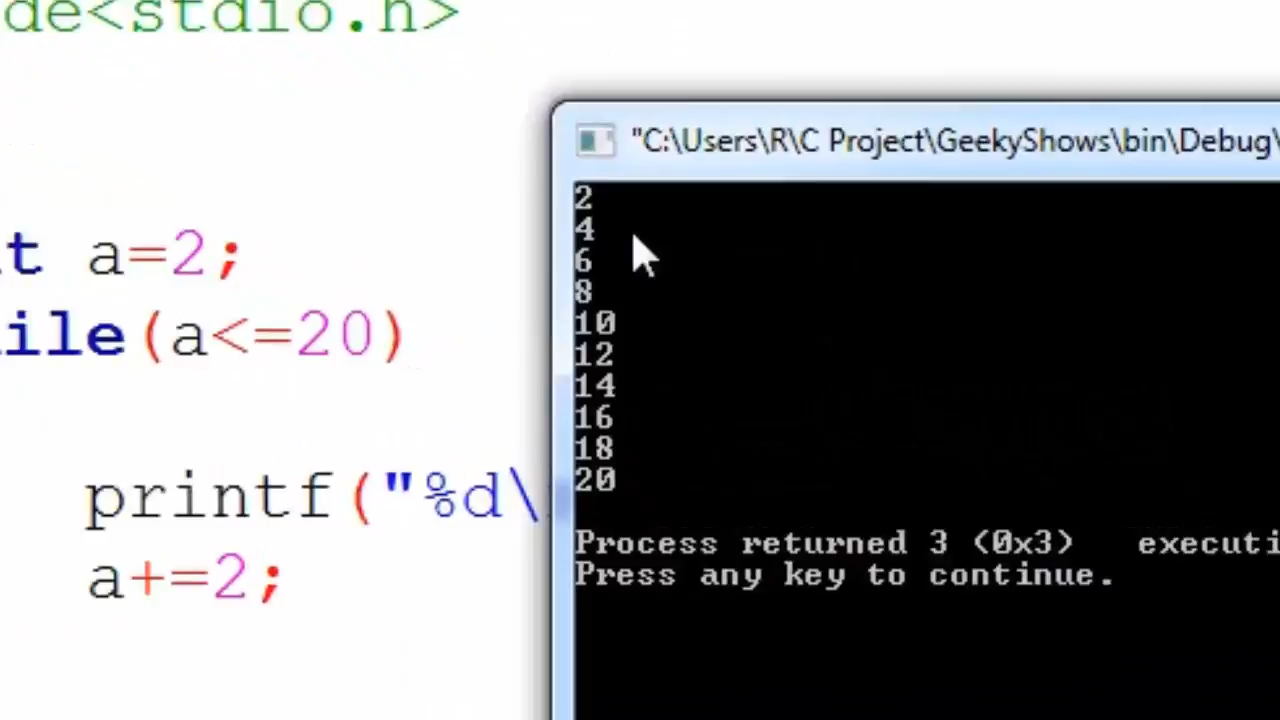 de<stdio.h>
t a=2;
ile(a<=20)
printf("%d\
a+=2;
"C:\Users\R\C Project\GeekyShows\bin\Debug\
2
4
6
8
10
12
14
16
18
20
Process returned 3 (0x3) executi
Press any key to continue.